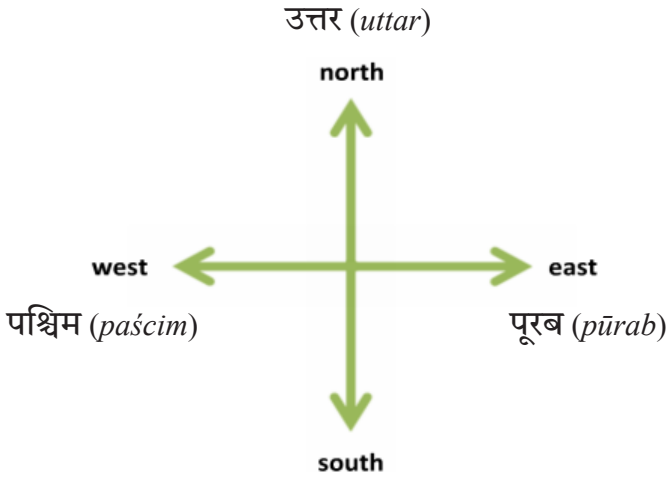 उत्तर (uttar)
north
west
east
पश्चिम (paścim)
पूरब (pūrab)
south